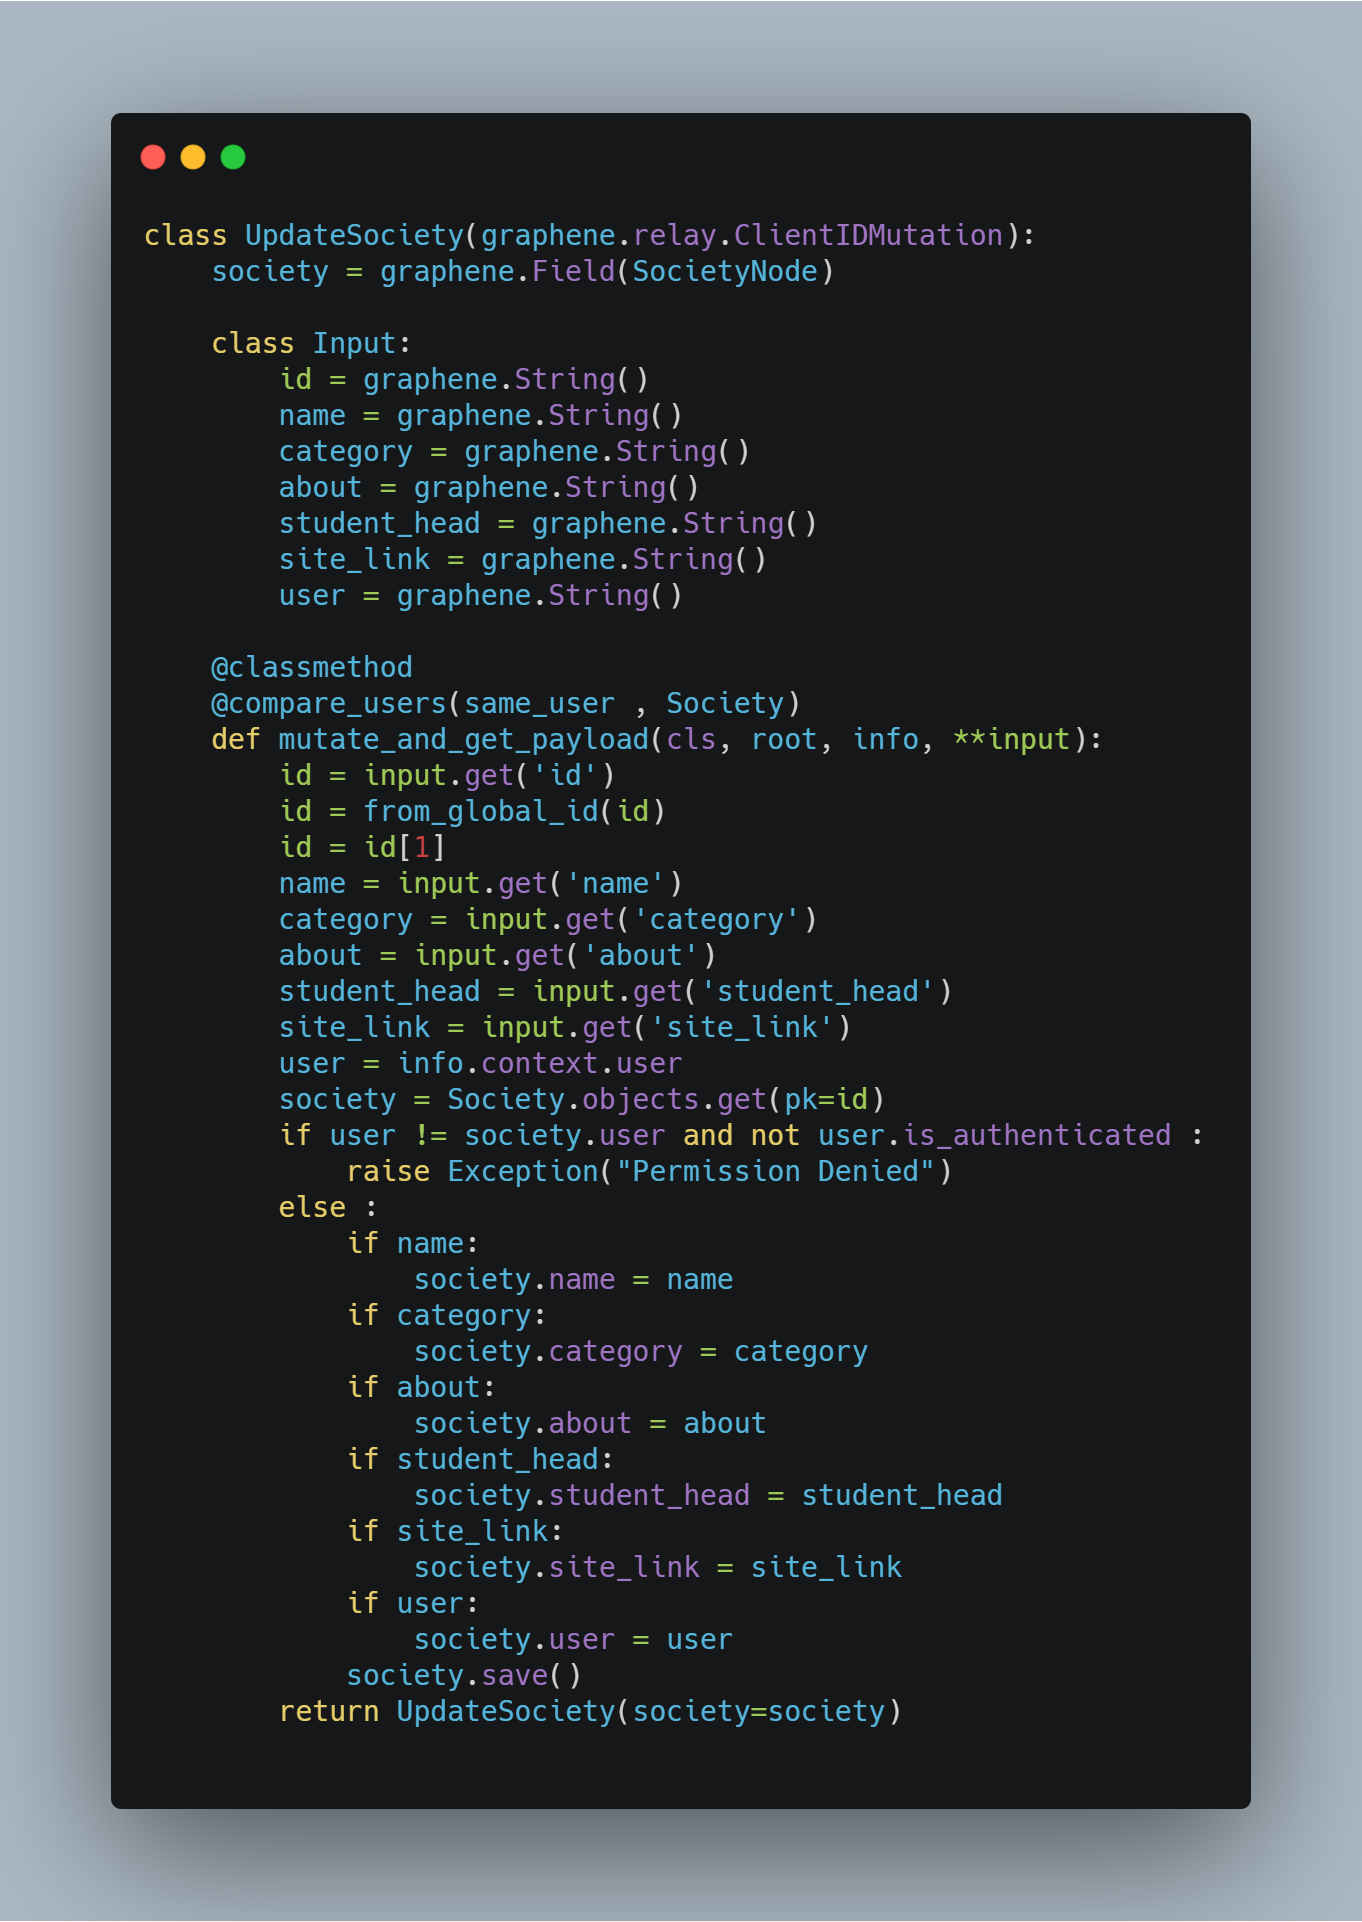 class UpdateSociety(graphene.relay.ClientIDMutation):
    society = graphene.Field(SocietyNode)

    class Input:
        id = graphene.String()
        name = graphene.String()
        category = graphene.String()
        about = graphene.String()
        student_head = graphene.String()
        site_link = graphene.String()
        user = graphene.String()

    @classmethod
    @compare_users(same_user , Society)
    def mutate_and_get_payload(cls, root, info, **input):
        id = input.get('id')
        id = from_global_id(id)
        id = id[1]
        name = input.get('name')
        category = input.get('category')
        about = input.get('about')
        student_head = input.get('student_head')
        site_link = input.get('site_link')
        user = info.context.user
        society = Society.objects.get(pk=id)
        if user != society.user and not user.is_authenticated :
            raise Exception("Permission Denied")
        else :
            if name:
                society.name = name
            if category:
                society.category = category
            if about:
                society.about = about
            if student_head:
                society.student_head = student_head
            if site_link:
                society.site_link = site_link
            if user:
                society.user = user
            society.save()
        return UpdateSociety(society=society)